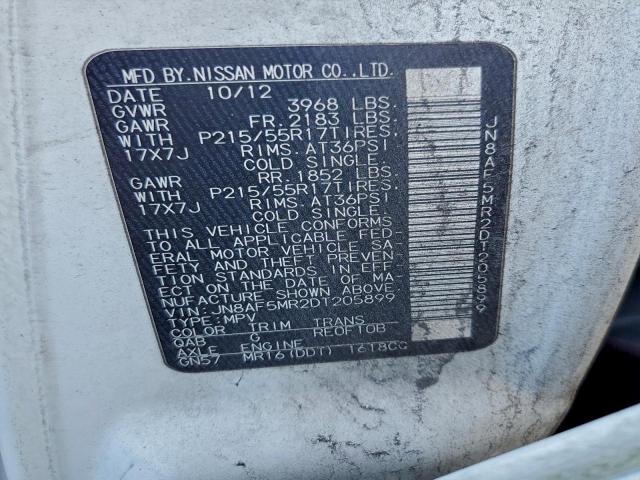 MFD BY. NISSAN MOTOR CO.,LTD.
DATE 10/12
GVWR 3968 LBS.
GAWR FR. 2183 LBS.
WITH P215/55R17TIRES.
17X7J RIMS. AT36PSI
COLD SINGLE.
GAWR RR. 1852 LBS.
WITH P215/55R17TIRES.
17X7J RIMS. AT36PSI
COLD SINGLE.
THIS VEHICLE CONFORMS
TO ALL APPLICABLE FED-
ERAL MOTOR VEHICLE SA-
FETY AND THEFT PREVEN
TION STANDARDS IN EFF-
ECT ON THE DATE OF MA
NUFACTURE SHOWN ABOVE.
VIN: JN8AF5MR2DT205899
TYPE: MPV
COLOR TRIM TRANS
QAB G RE0F10B
AXLE ENGINE
GN57 MR16(DDT) 1618CC
JN8AF5MR2DT205899